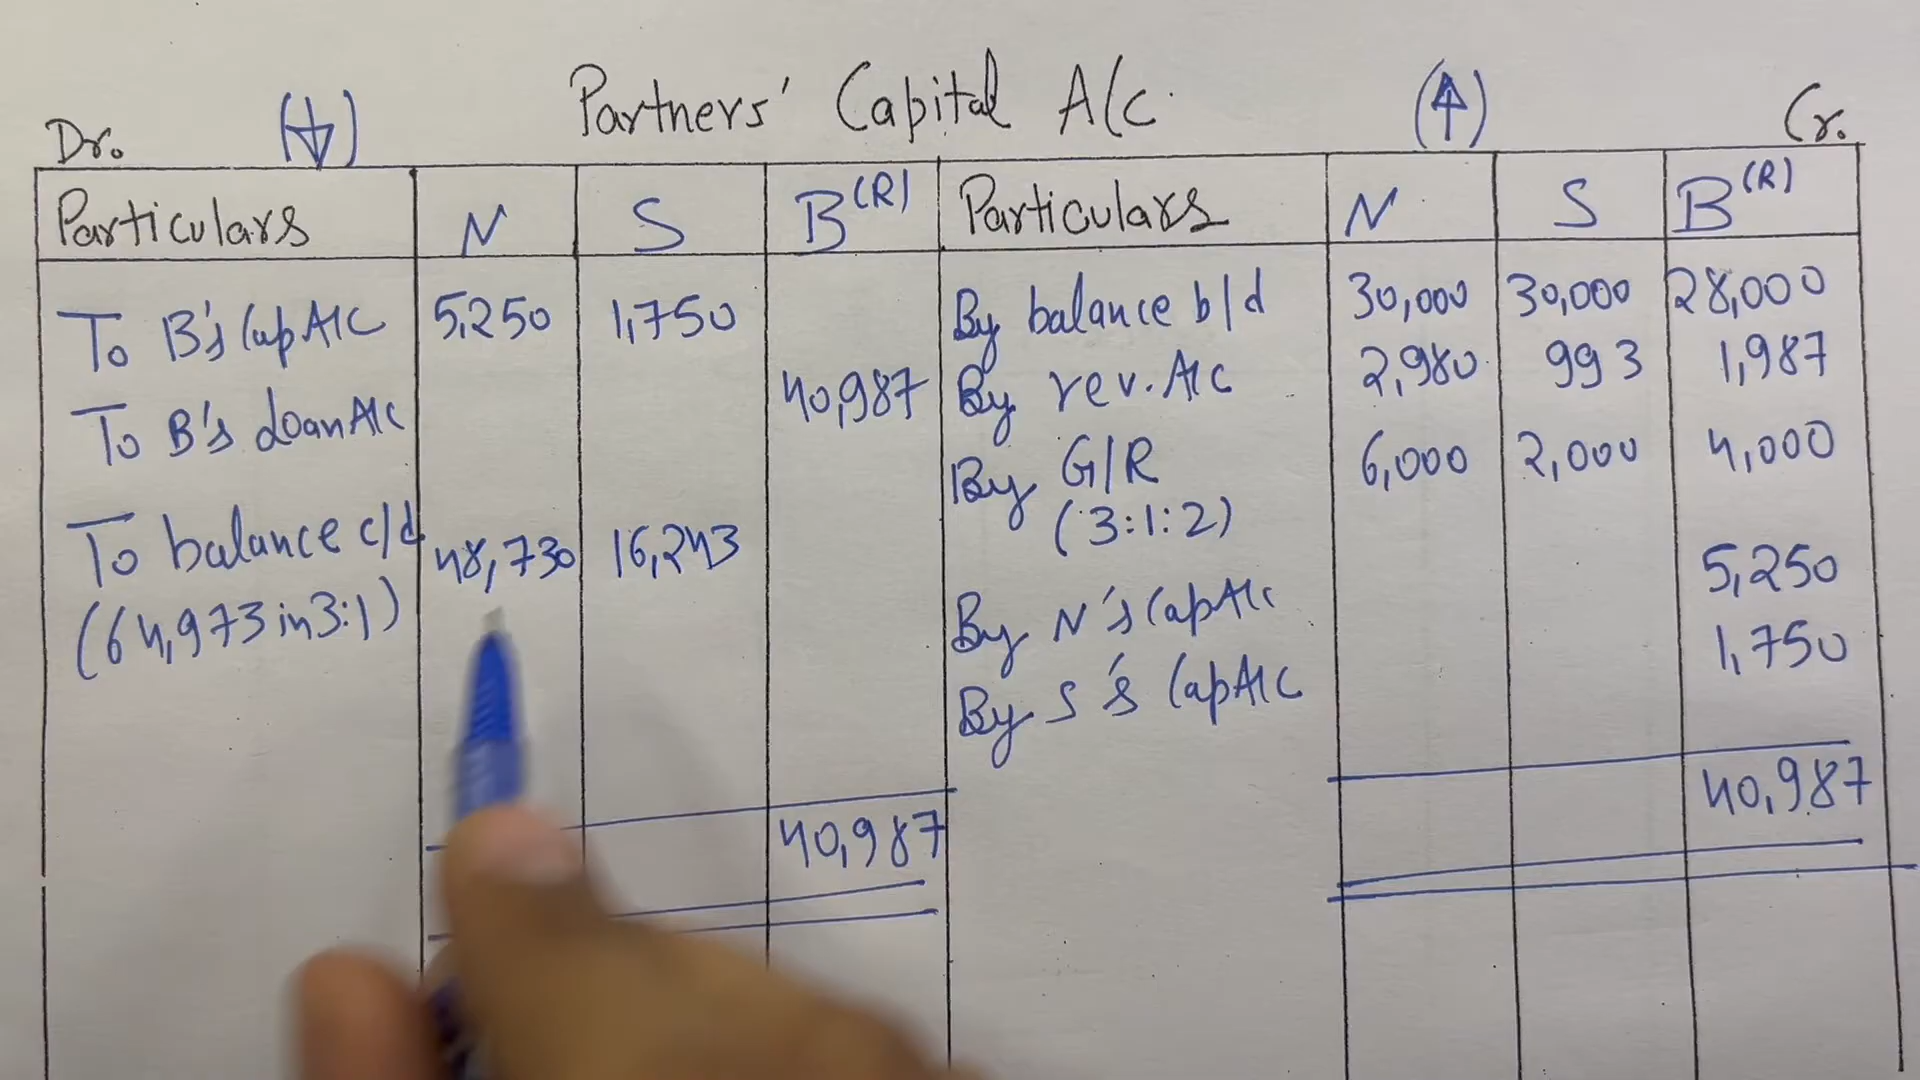 Partners' Capital A/c.
Dr. (↓) (↑) Cr.
Particulars N S B(R) Particulars N S B(R)
To B's Cap A/C 5,250 1,750 By balance b/d 30,000 30,000 28,000
To B's Loan A/C 40,987 By rev. A/c 2,980 993 1,987
By G/R 6,000 2,000 4,000
(3:1:2)
To balance c/d 48,730 16,243
(64,973 in 3:1) By N's Cap A/c 5,250
By S's Cap A/C 1,750
40,987 40,987